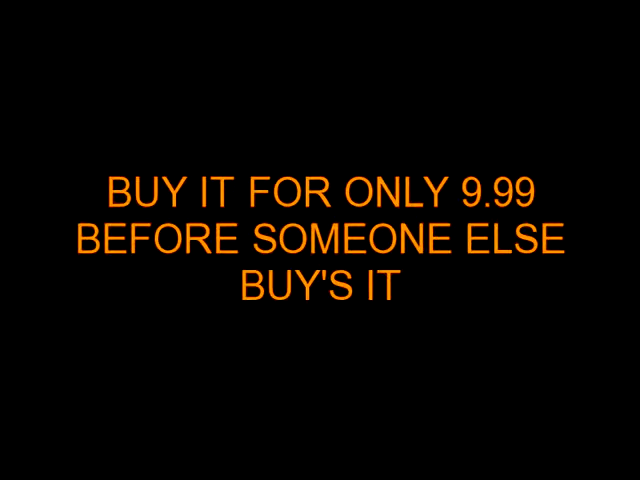 BUY IT FOR ONLY 9.99
BEFORE SOMEONE ELSE
BUY'S IT